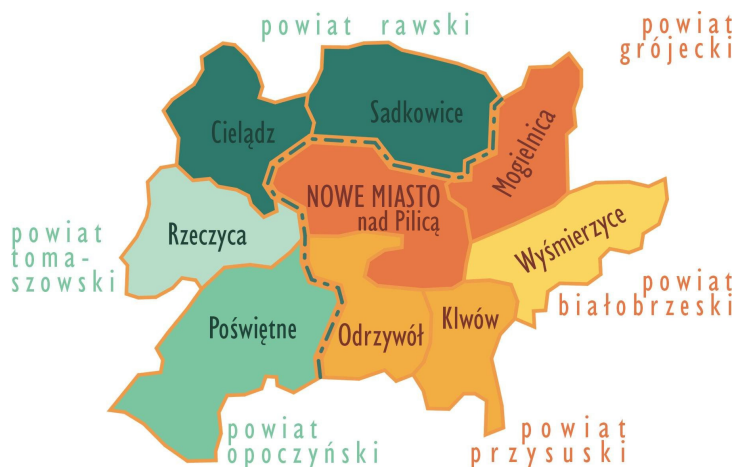 powiat rawski
powiat
grójecki
Sadkowice
Cielądz
Mogielnica
NOWE MIASTO
nad Pilicą
Rzeczyca
Wyśmierzyce
powiat
toma-
szowski
powiat
białobrzeski
Poświętne
Odrzywół
Klwów
powiat
opoczyński
powiat
przysuski